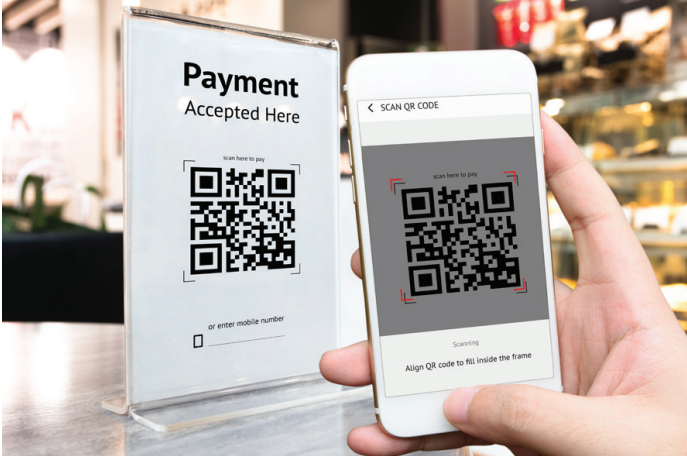 Payment
Accepted Here
scan here to pay
or enter mobile number
SCAN QR CODE
scan here to pay
Scanning
Align QR code to fill inside the frame